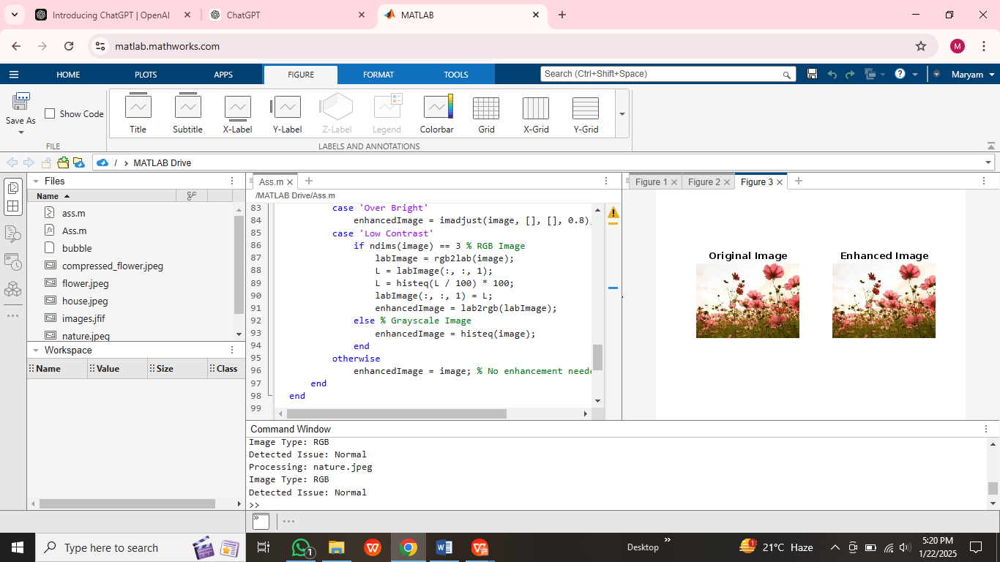 Introducing ChatGPT | OpenAI
ChatGPT
MATLAB
matlab.mathworks.com
M
HOME
PLOTS
APPS
FIGURE
FORMAT
TOOLS
Search (Ctrl+Shift+Space)
Maryam
Save As
Show Code
Title
Subtitle
X-Label
Y-Label
Z-Label
Legend
Colorbar
Grid
X-Grid
Y-Grid
FILE
LABELS AND ANNOTATIONS
/ MATLAB Drive
Files
Name
ass.m
Ass.m
bubble
compressed_flower.jpeg
flower.jpeg
house.jpeg
images.jfif
nature.jpeg
Workspace
Name Value Size Class
Ass.m
/MATLAB Drive/Ass.m
83 case 'Over Bright'
84 enhancedImage = imadjust(image, [], [], 0.8)
85 case 'Low Contrast'
86 if ndims(image) == 3 % RGB Image
87 labImage = rgb2lab(image);
88 L = labImage(:, :, 1);
89 L = histeq(L / 100) * 100;
90 labImage(:, :, 1) = L;
91 enhancedImage = lab2rgb(labImage);
92 else % Grayscale Image
93 enhancedImage = histeq(image);
94 end
95 otherwise
96 enhancedImage = image; % No enhancement neede
97 end
98 end
99
Figure 1
Figure 2
Figure 3
Original Image
Enhanced Image
Command Window
Image Type: RGB
Detected Issue: Normal
Processing: nature.jpeg
Image Type: RGB
Detected Issue: Normal
>>
Type here to search
1
W
W
Desktop
1
21°C Haze
5:20 PM
1/22/2025